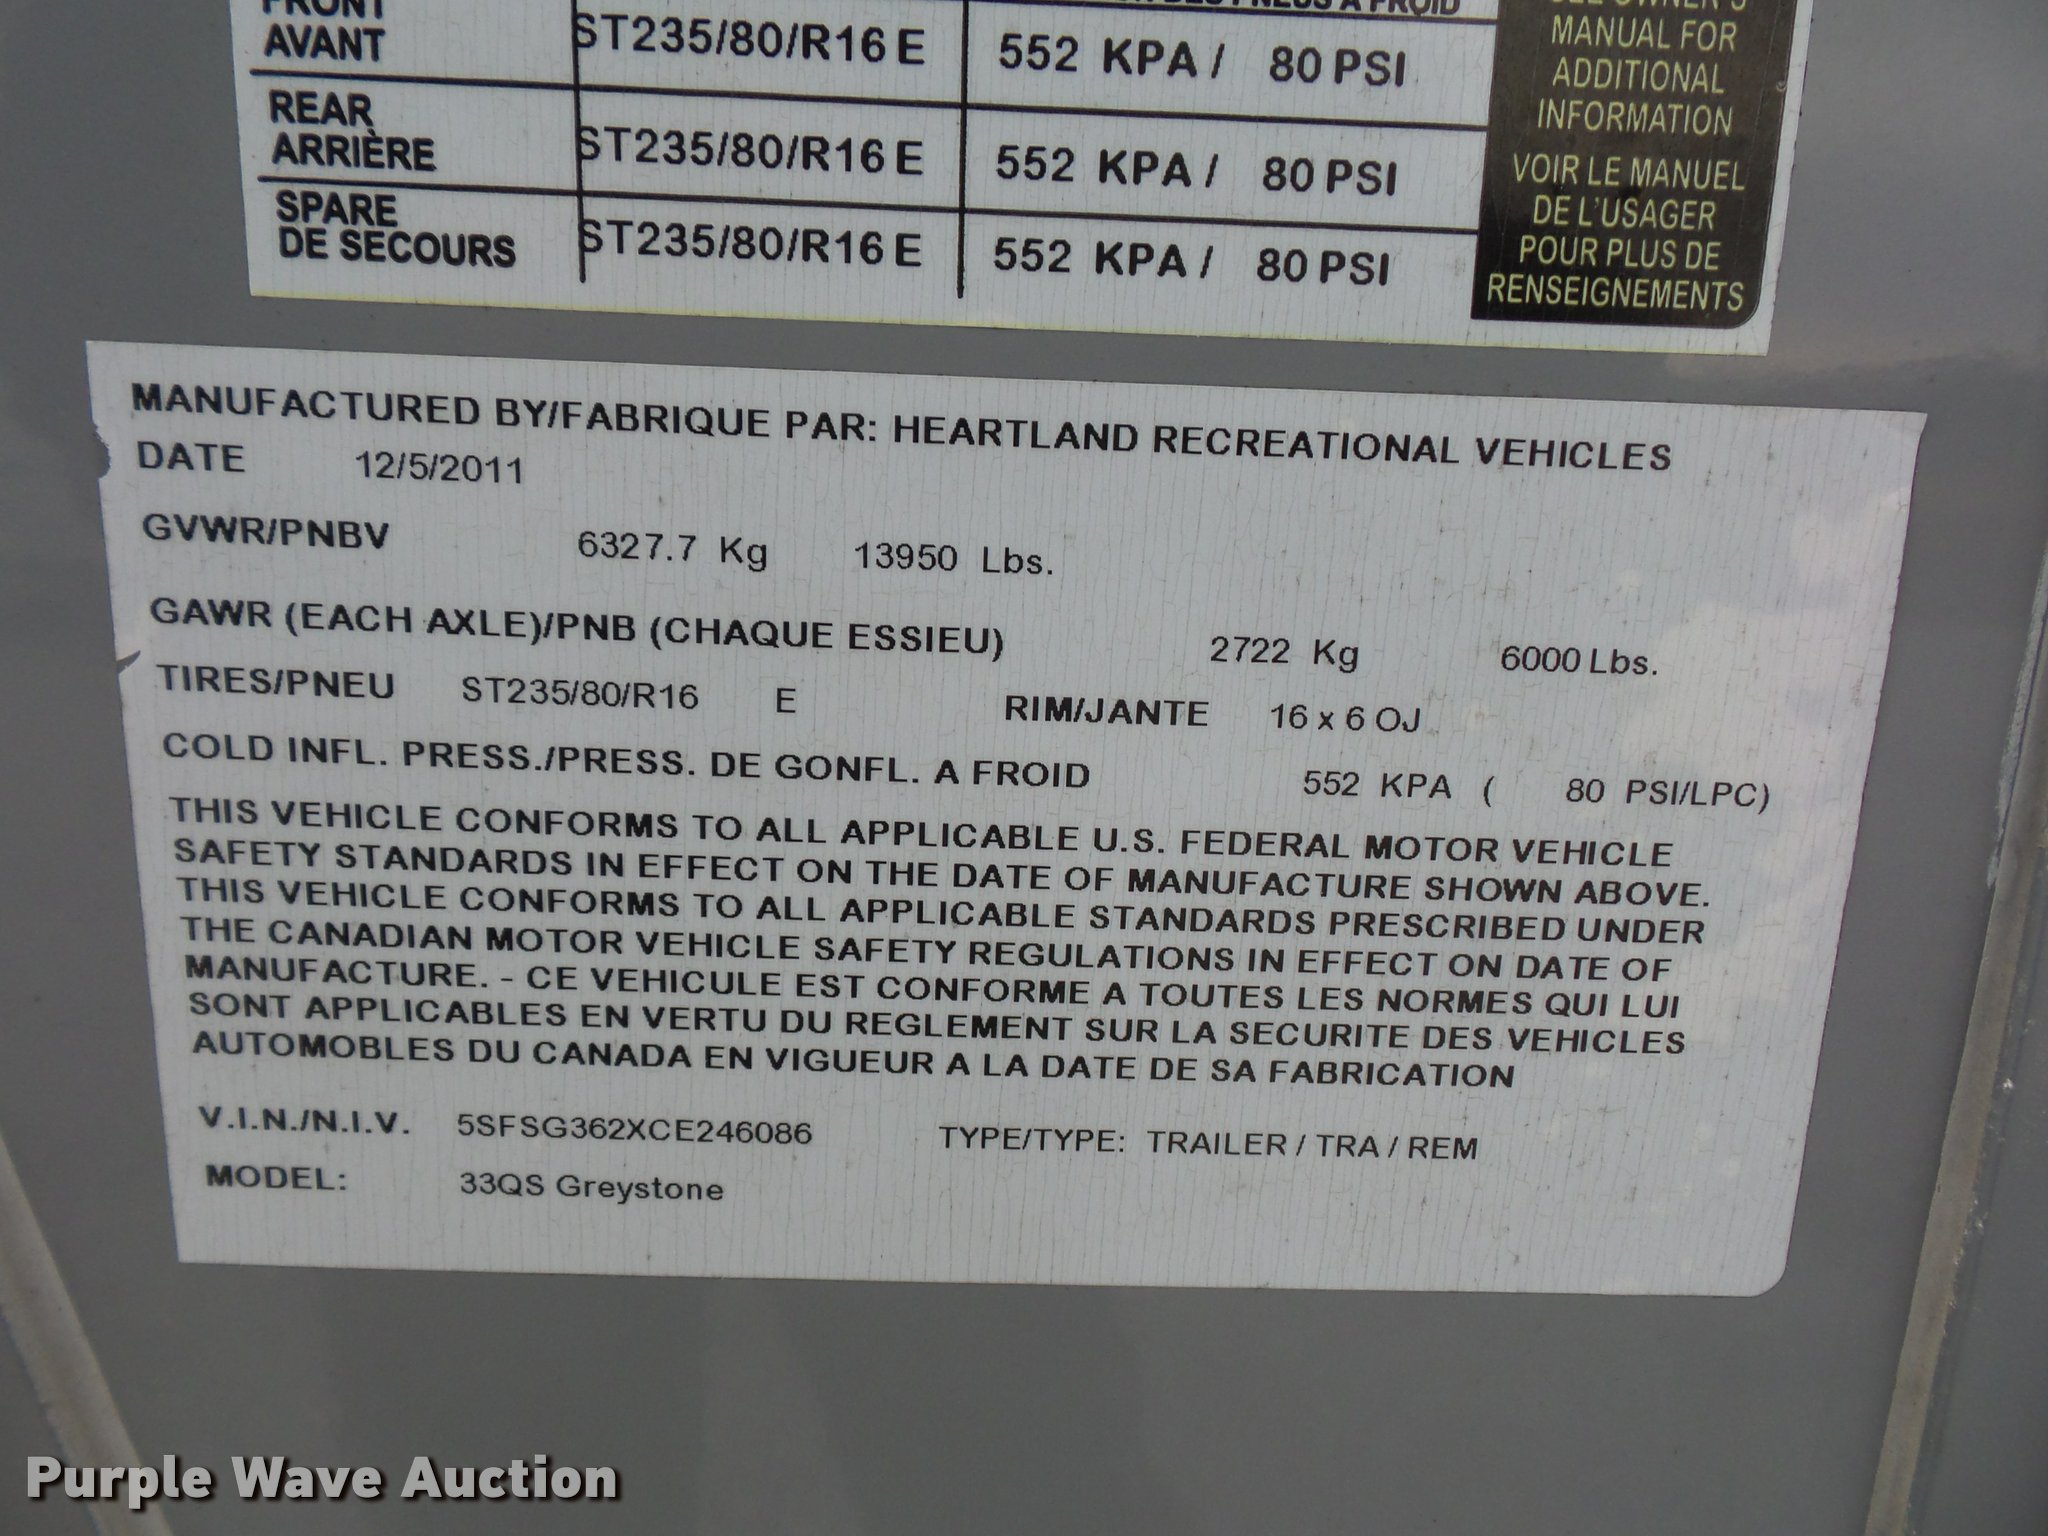 FRONT
AVANT ST235/80/R16 E 552 KPA / 80 PSI
REAR
ARRIÈRE ST235/80/R16 E 552 KPA / 80 PSI
SPARE
DE SECOURS ST235/80/R16 E 552 KPA / 80 PSI
SEE OWNER'S
MANUAL FOR
ADDITIONAL
INFORMATION
VOIR LE MANUEL
DE L'USAGER
POUR PLUS DE
RENSEIGNEMENTS
MANUFACTURED BY/FABRIQUE PAR: HEARTLAND RECREATIONAL VEHICLES
DATE 12/5/2011
GVWR/PNBV 6327.7 Kg 13950 Lbs.
GAWR (EACH AXLE)/PNB (CHAQUE ESSIEU) 2722 Kg 6000 Lbs.
TIRES/PNEU ST235/80/R16 E RIM/JANTE 16 x 6 OJ
COLD INFL. PRESS./PRESS. DE GONFL. A FROID 552 KPA ( 80 PSI/LPC)
THIS VEHICLE CONFORMS TO ALL APPLICABLE U.S. FEDERAL MOTOR VEHICLE
SAFETY STANDARDS IN EFFECT ON THE DATE OF MANUFACTURE SHOWN ABOVE.
THIS VEHICLE CONFORMS TO ALL APPLICABLE STANDARDS PRESCRIBED UNDER
THE CANADIAN MOTOR VEHICLE SAFETY REGULATIONS IN EFFECT ON DATE OF
MANUFACTURE. - CE VEHICULE EST CONFORME A TOUTES LES NORMES QUI LUI
SONT APPLICABLES EN VERTU DU REGLEMENT SUR LA SECURITE DES VEHICLES
AUTOMOBLES DU CANADA EN VIGUEUR A LA DATE DE SA FABRICATION
V.I.N./N.I.V. 5SFSG362XCE246086 TYPE/TYPE: TRAILER / TRA / REM
MODEL: 33QS Greystone
Purple Wave Auction